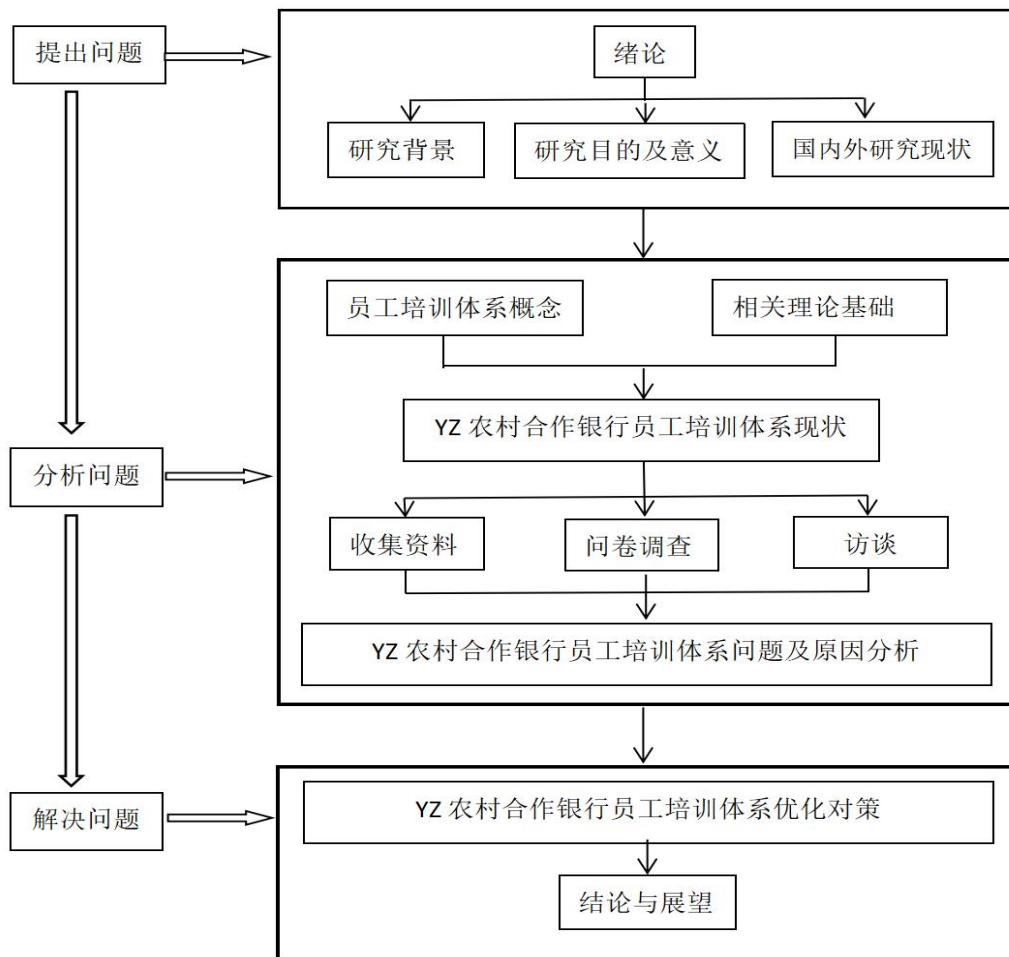 提出问题
绪论
研究背景
研究目的及意义
国内外研究现状
员工培训体系概念
相关理论基础
YZ 农村合作银行员工培训体系现状
分析问题
收集资料
问卷调查
访谈
YZ 农村合作银行员工培训体系问题及原因分析
解决问题
YZ 农村合作银行员工培训体系优化对策
结论与展望